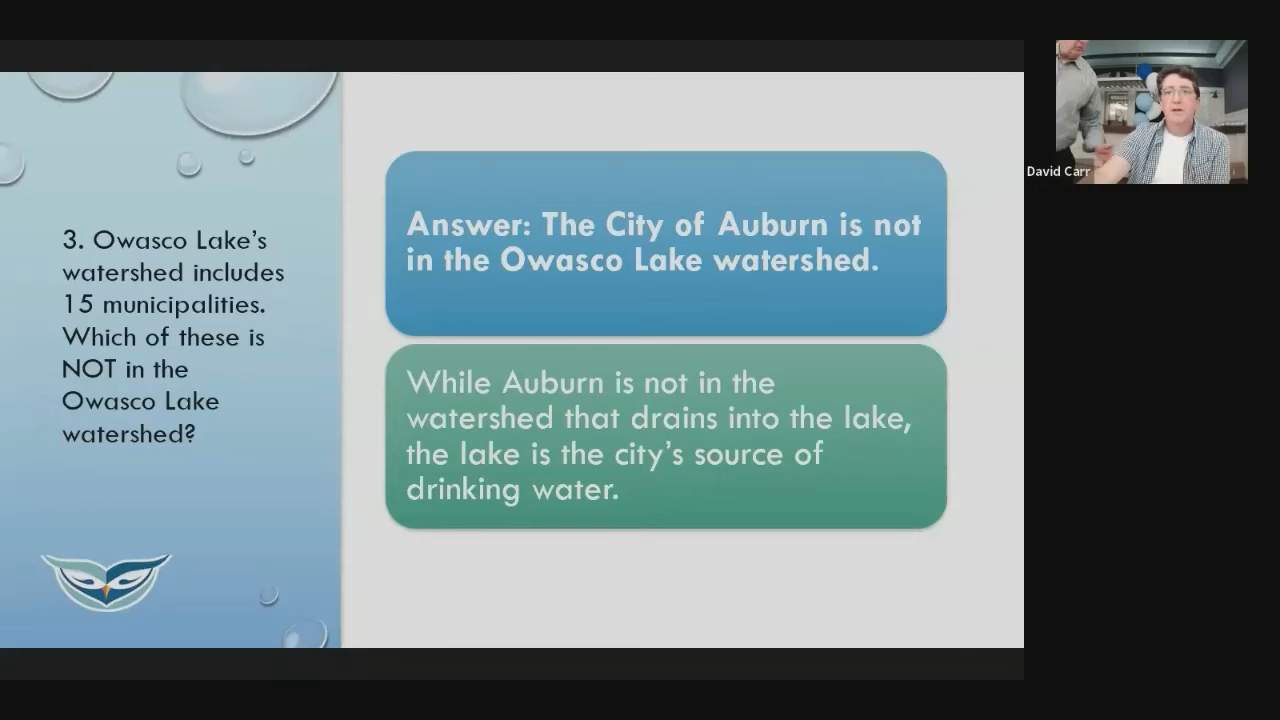 3. Owasco Lake's
watershed includes
15 municipalities.
Which of these is
NOT in the
Owasco Lake
watershed?
Answer: The City of Auburn is not
in the Owasco Lake watershed.
While Auburn is not in the
watershed that drains into the lake,
the lake is the city's source of
drinking water.
David Carr